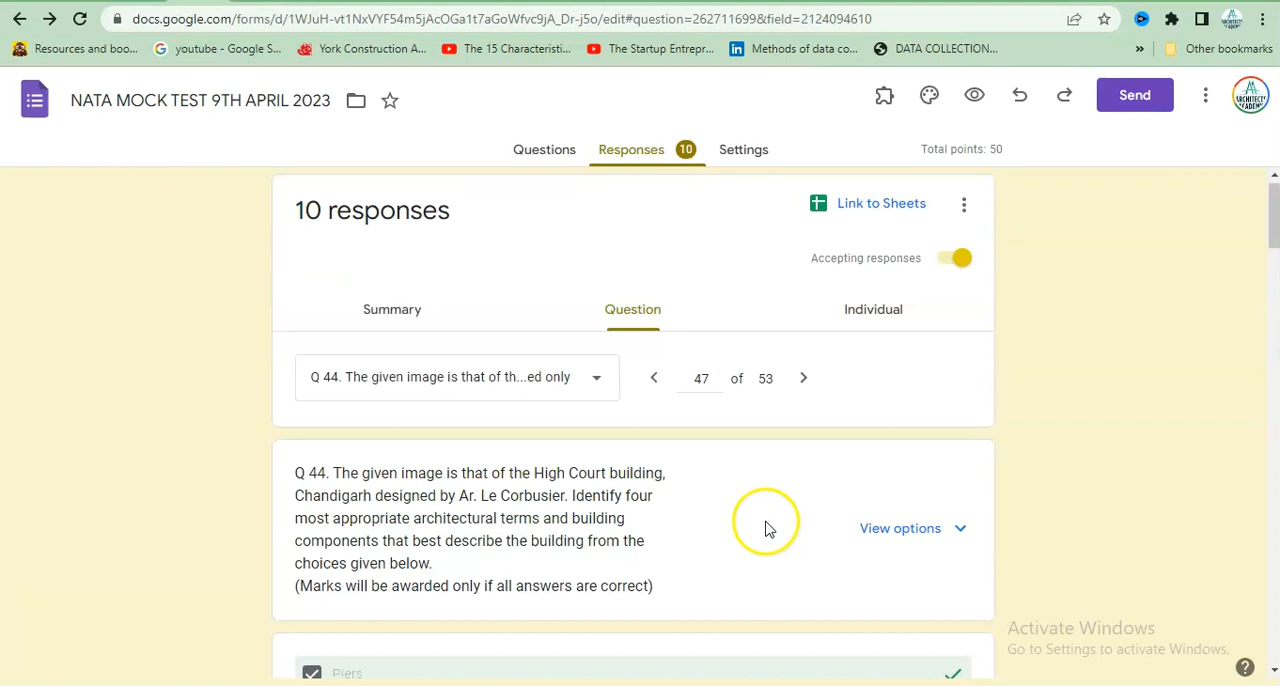 docs.google.com/forms/d/1WJuH-vt1NxVYF54m5jAcOGa1t7aGoWfvc9jA_Dr-j5o/edit#question=262711699&field=2124094610
Resources and boo... youtube - Google S... York Construction A... The 15 Characteristi... The Startup Entrepr... Methods of data co... DATA COLLECTION... » Other bookmarks
NATA MOCK TEST 9TH APRIL 2023 Send
Questions Responses 10 Settings Total points: 50
10 responses Link to Sheets
Accepting responses
Summary Question Individual
Q 44. The given image is that of th...ed only 47 of 53
Q 44. The given image is that of the High Court building,
Chandigarh designed by Ar. Le Corbusier. Identify four
most appropriate architectural terms and building
components that best describe the building from the
choices given below.
(Marks will be awarded only if all answers are correct)
View options
Piers
Activate Windows
Go to Settings to activate Windows.